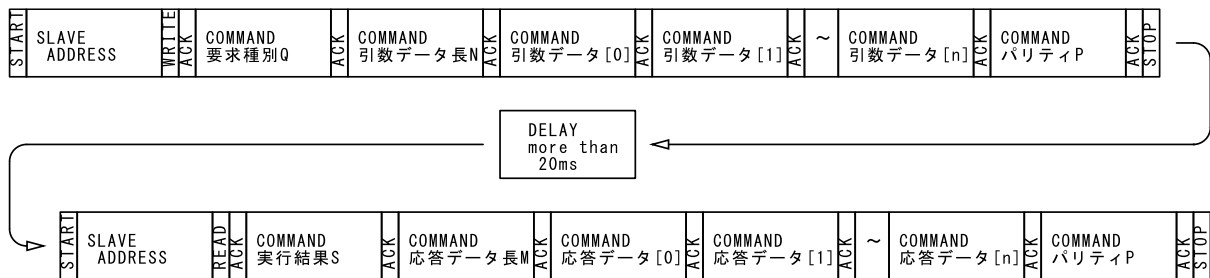 START
SLAVE
ADDRESS
WRITE
ACK
COMMAND
要求種別Q
ACK
COMMAND
引数データ長N
ACK
COMMAND
引数データ[0]
ACK
COMMAND
引数データ[1]
ACK
~
COMMAND
引数データ[n]
ACK
COMMAND
パリティP
ACK
STOP
DELAY
more than
20ms
START
SLAVE
ADDRESS
READ
ACK
COMMAND
実行結果S
ACK
COMMAND
応答データ長M
ACK
COMMAND
応答データ[0]
ACK
COMMAND
応答データ[1]
ACK
~
COMMAND
応答データ[n]
ACK
COMMAND
パリティP
ACK
STOP